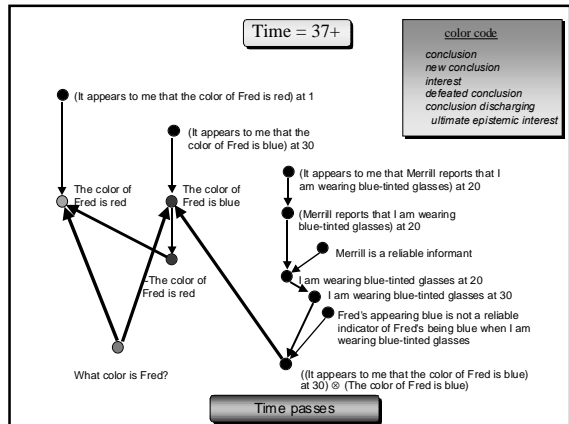 Time = 37+
color code
conclusion
new conclusion
interest
defeated conclusion
conclusion discharging
ultimate epistemic interest
(It appears to me that the color of Fred is red) at 1
(It appears to me that the
color of Fred is blue) at 30
(It appears to me that Merrill reports that I
am wearing blue-tinted glasses) at 20
The color of
Fred is red
The color of
Fred is blue
(Merrill reports that I am wearing
blue-tinted glasses) at 20
Merrill is a reliable informant
~The color of
Fred is red
I am wearing blue-tinted glasses at 20
I am wearing blue-tinted glasses at 30
Fred's appearing blue is not a reliable
indicator of Fred's being blue when I am
wearing blue-tinted glasses
What color is Fred?
((It appears to me that the color of Fred is blue)
at 30) ⊗ (The color of Fred is blue)
Time passes